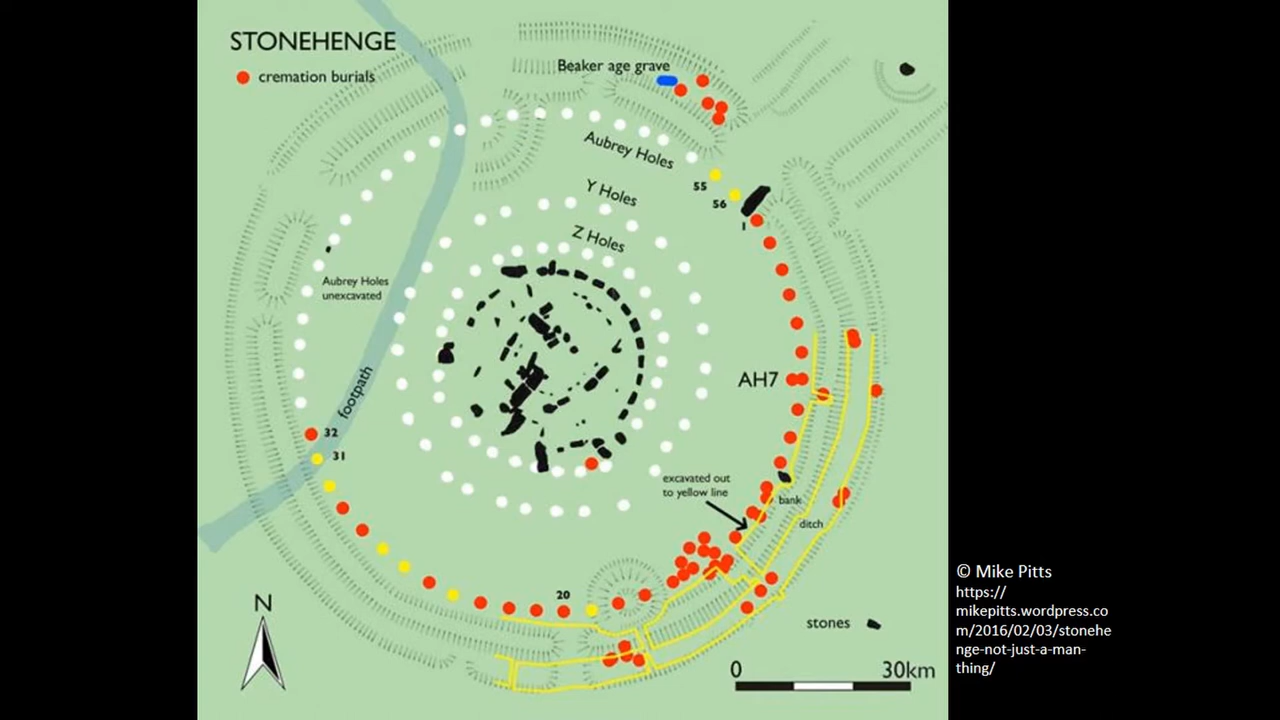 STONEHENGE
cremation burials
Beaker age grave
Aubrey Holes
55
Y Holes
56
1
Z Holes
Aubrey Holes
unexcavated
footpath
AH7
32
31
excavated out
to yellow line
bank
ditch
20
N
stones
0
30km
© Mike Pitts
https://
mikepitts.wordpress.co
m/2016/02/03/stonehe
nge-not-just-a-man-
thing/